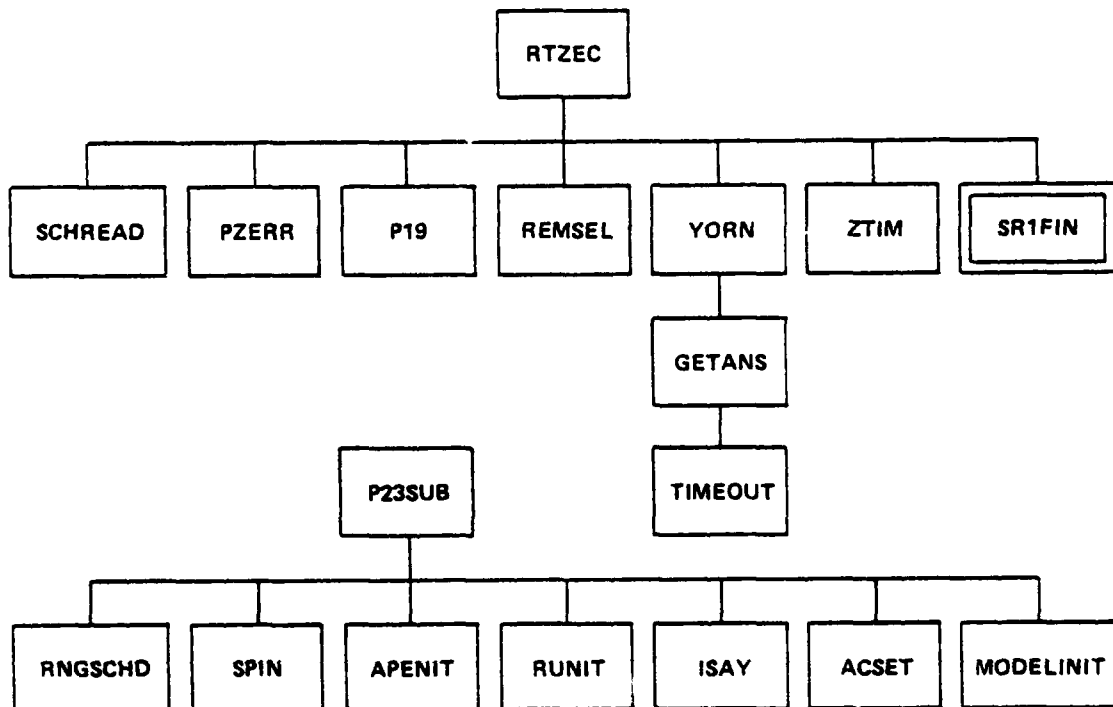 RTZEC
SCHREAD
PZERR
P19
REMSEL
YORN
ZTIM
SR1FIN
GETANS
TIMEOUT
P23SUB
RNGSCHD
SPIN
APENIT
RUNIT
ISAY
ACSET
MODELINIT